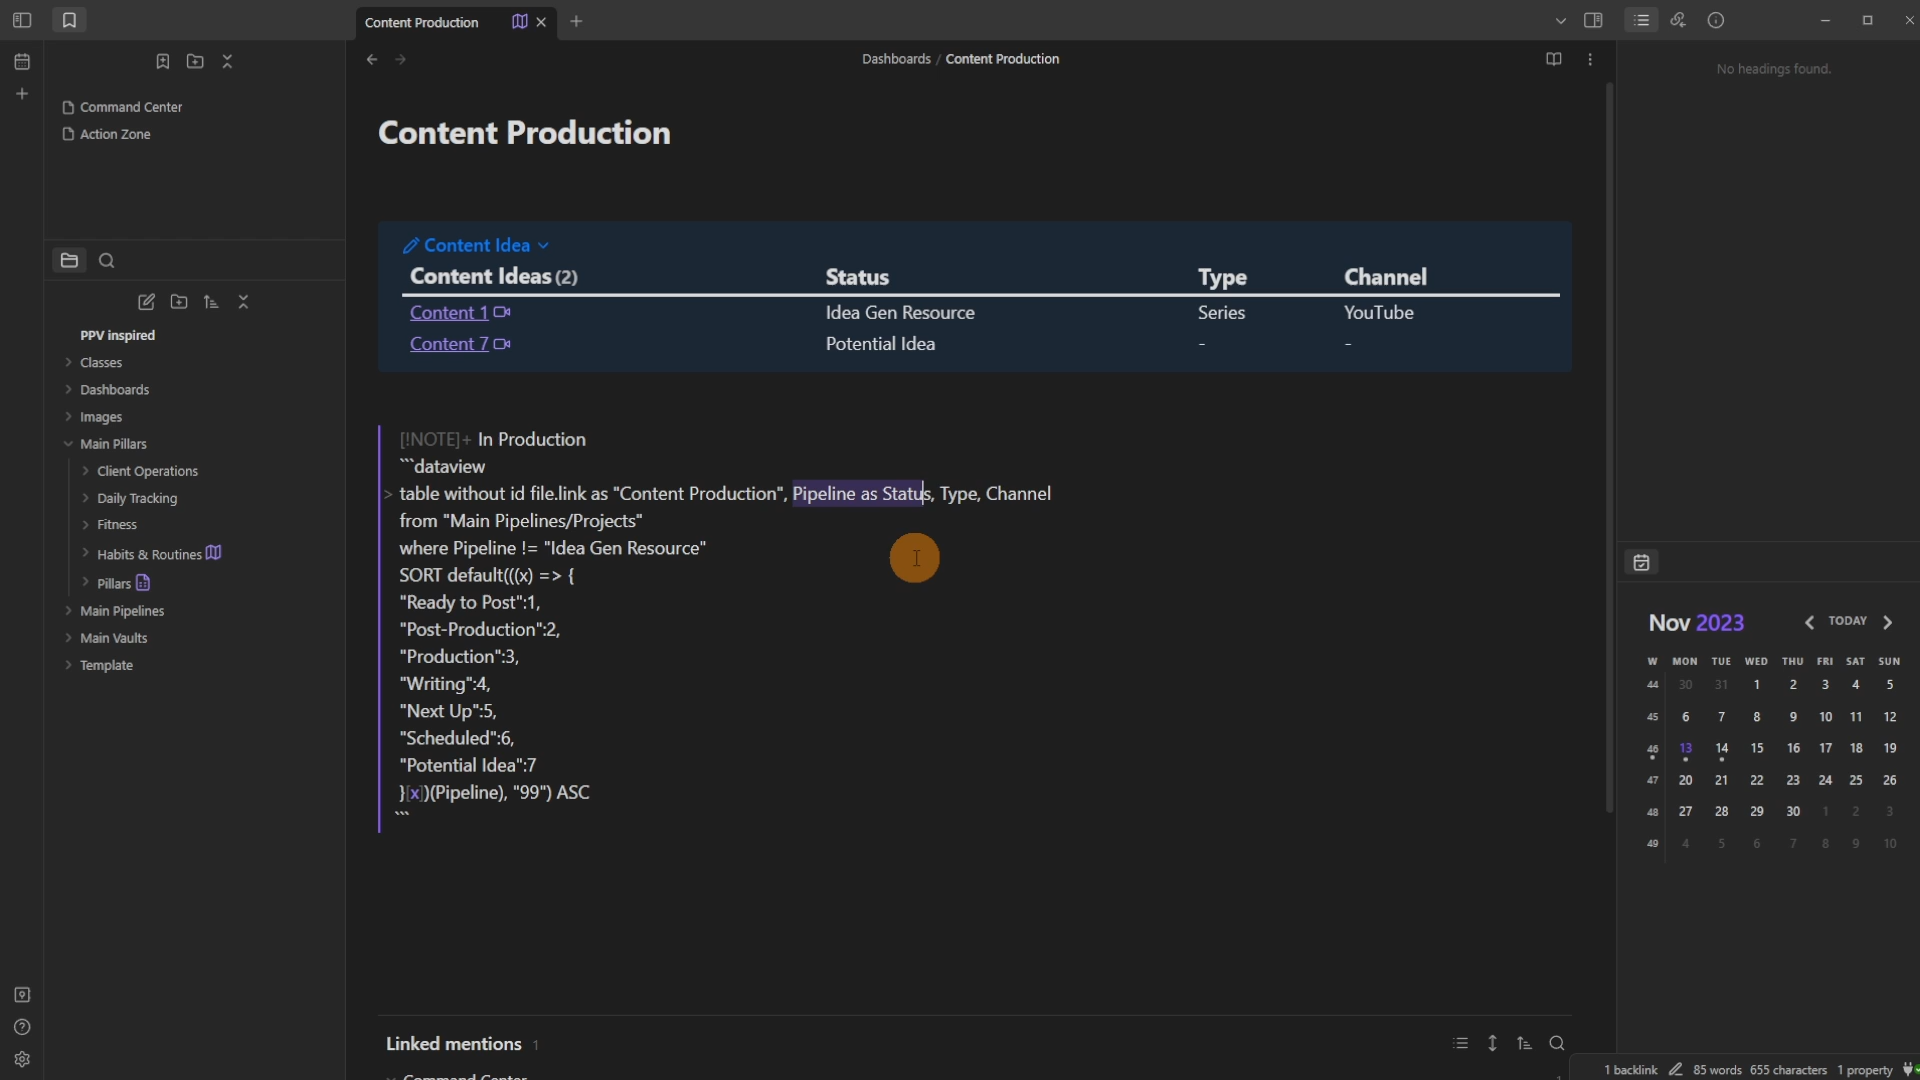 Content Production
Dashboards / Content Production
No headings found.
Command Center
Action Zone
PPV inspired
Classes
Dashboards
Images
Main Pillars
Client Operations
Daily Tracking
Fitness
Habits & Routines
Pillars
Main Pipelines
Main Vaults
Template
Content Production
Content Idea
Content Ideas (2) Status Type Channel
Content 1 Idea Gen Resource Series YouTube
Content 7 Potential Idea - -
[!NOTE]+ In Production
```dataview
> table without id file.link as "Content Production", Pipeline as Status, Type, Channel
from "Main Pipelines/Projects"
where Pipeline != "Idea Gen Resource"
SORT default(((x) => {
"Ready to Post":1,
"Post-Production":2,
"Production":3,
"Writing":4,
"Next Up":5,
"Scheduled":6,
"Potential Idea":7
}[x])(Pipeline), "99") ASC
```
Linked mentions 1
Command Center 1
Nov 2023 TODAY
W MON TUE WED THU FRI SAT SUN
44 30 31 1 2 3 4 5
45 6 7 8 9 10 11 12
46 13 14 15 16 17 18 19
47 20 21 22 23 24 25 26
48 27 28 29 30 1 2 3
49 4 5 6 7 8 9 10
1 backlink 85 words 655 characters 1 property